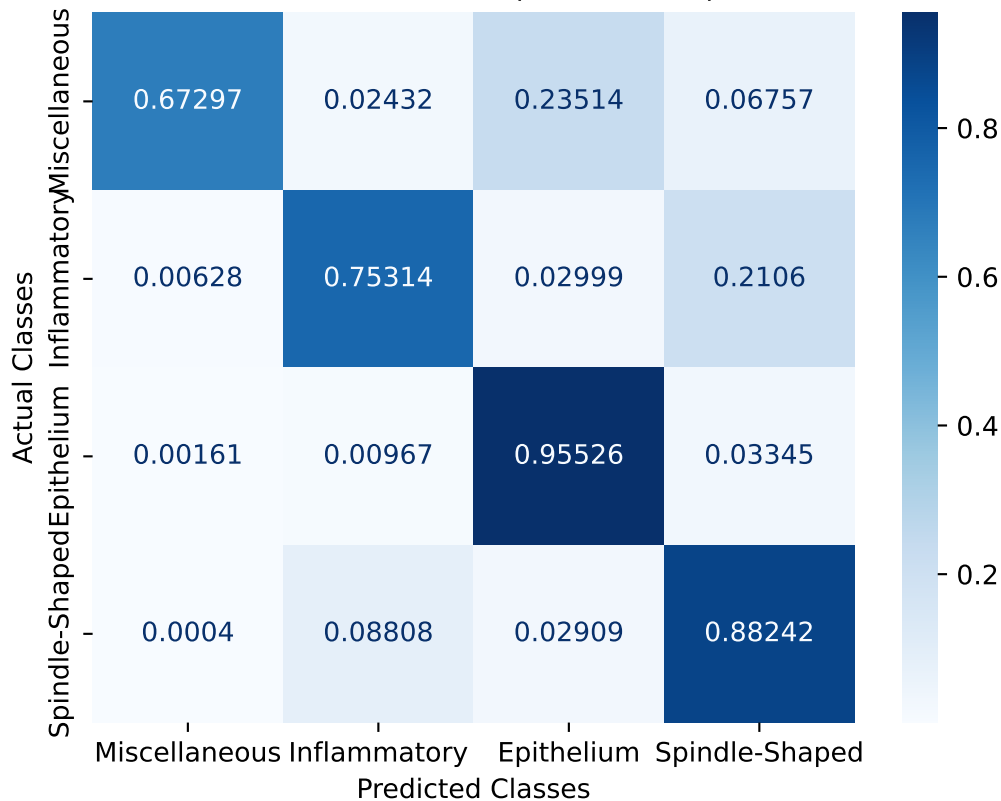 Miscellaneous
0.67297 0.02432 0.23514 0.06757
0.8
Inflammatory
0.00628 0.75314 0.02999 0.2106
0.6
Actual Classes
Epithelium
0.00161 0.00967 0.95526 0.03345
0.4
Spindle-Shaped
0.0004 0.08808 0.02909 0.88242
0.2
Miscellaneous Inflammatory Epithelium Spindle-Shaped
Predicted Classes